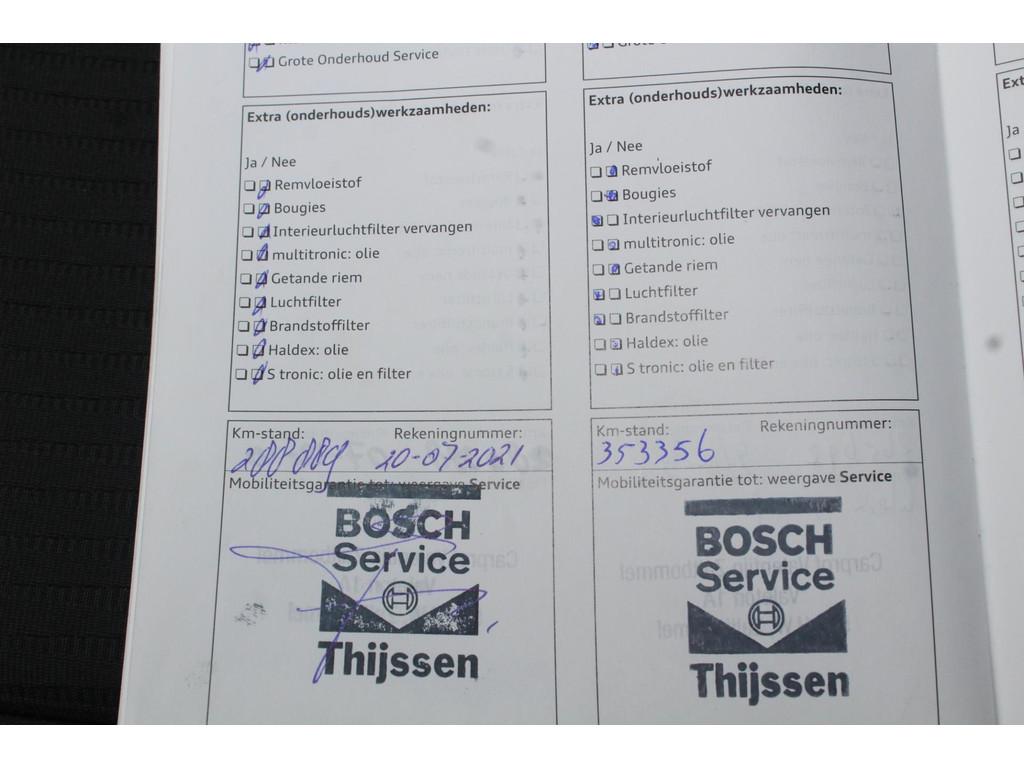 Grote Onderhoud Service
Extra (onderhouds)werkzaamheden:
Ja / Nee
Remvloeistof
Bougies
Interieurluchtfilter vervangen
multitronic: olie
Getande riem
Luchtfilter
Brandstoffilter
Haldex: olie
S tronic: olie en filter
Km-stand:
Rekeningnummer:
288889 20-07-2021
Mobiliteitsgarantie tot: weergave Service
BOSCH
Service
Thijssen
Extra (onderhouds)werkzaamheden:
Ja / Nee
Remvloeistof
Bougies
Interieurluchtfilter vervangen
multitronic: olie
Getande riem
Luchtfilter
Brandstoffilter
Haldex: olie
S tronic: olie en filter
Km-stand:
Rekeningnummer:
353356
Mobiliteitsgarantie tot: weergave Service
BOSCH
Service
Thijssen
Ja